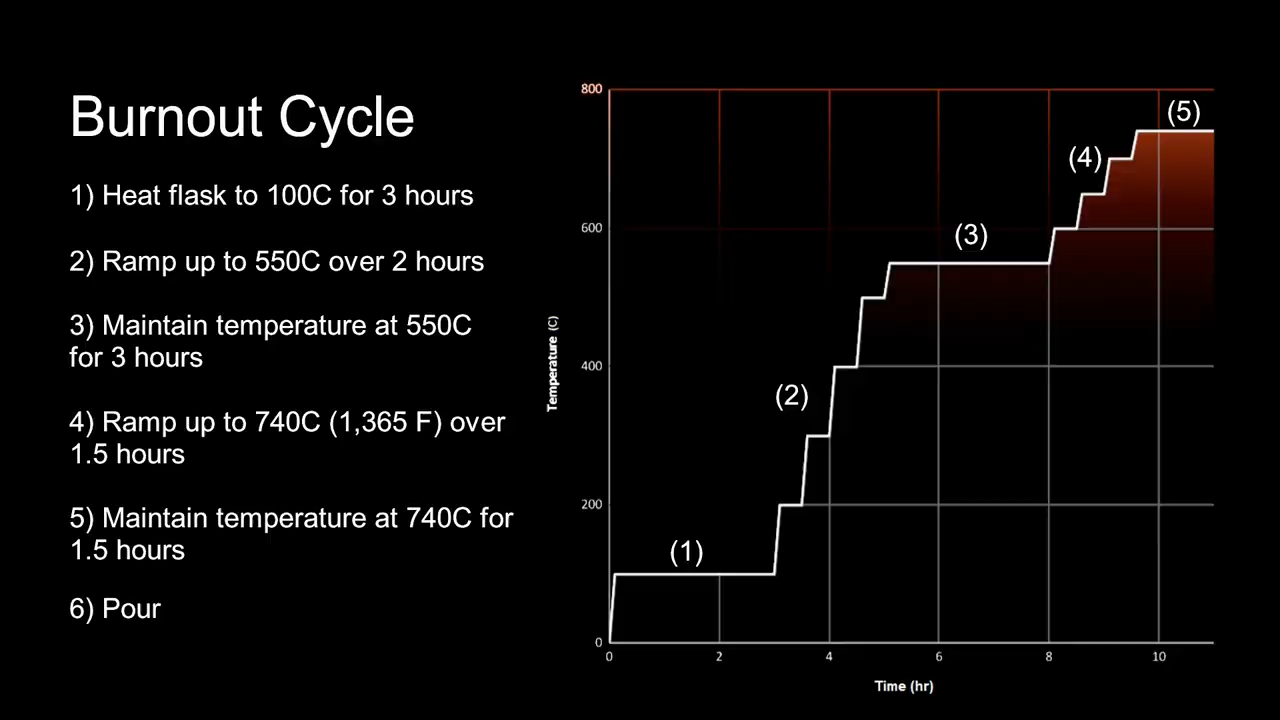 Burnout Cycle
1) Heat flask to 100C for 3 hours
2) Ramp up to 550C over 2 hours
3) Maintain temperature at 550C
for 3 hours
4) Ramp up to 740C (1,365 F) over
1.5 hours
5) Maintain temperature at 740C for
1.5 hours
6) Pour
800
600
400
200
0
Temperature (C)
(1)
(2)
(3)
(4)
(5)
0 2 4 6 8 10
Time (hr)